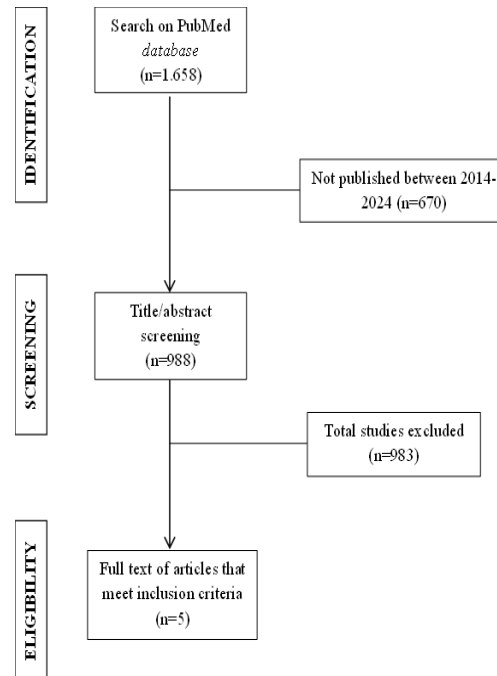 IDENTIFICATION
Search on PubMed
database
(n=1.658)
Not published between 2014-
2024 (n=670)
SCREENING
Title/abstract
screening
(n=988)
Total studies excluded
(n=983)
ELIGIBILITY
Full text of articles that
meet inclusion criteria
(n=5)